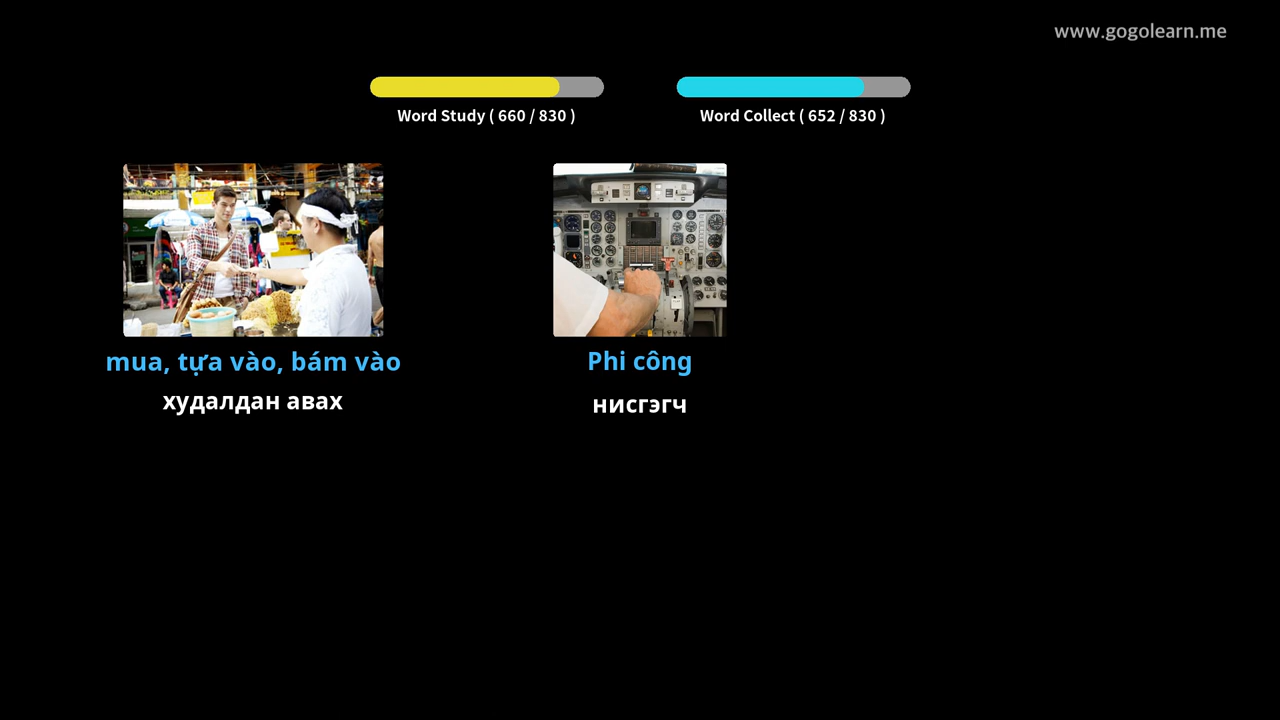 www.gogolearn.me
Word Study ( 660 / 830 )
Word Collect ( 652 / 830 )
mua, tựa vào, bám vào
худалдан авах
Phi công
нисгэгч